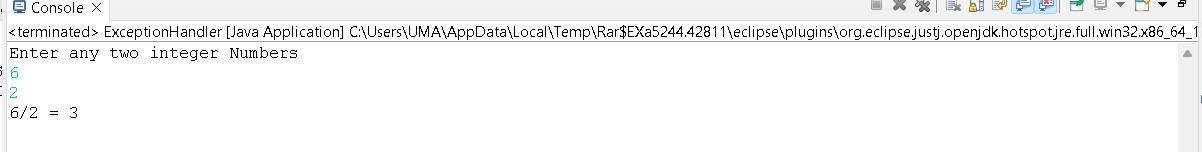 Console
<terminated> ExceptionHandler [Java Application] C:\Users\UMA\AppData\Local\Temp\Rar$EXa5244.42811\eclipse\plugins\org.eclipse.justj.openjdk.hotspot.jre.full.win32.x86_64_1
Enter any two integer Numbers
6
2
6/2 = 3